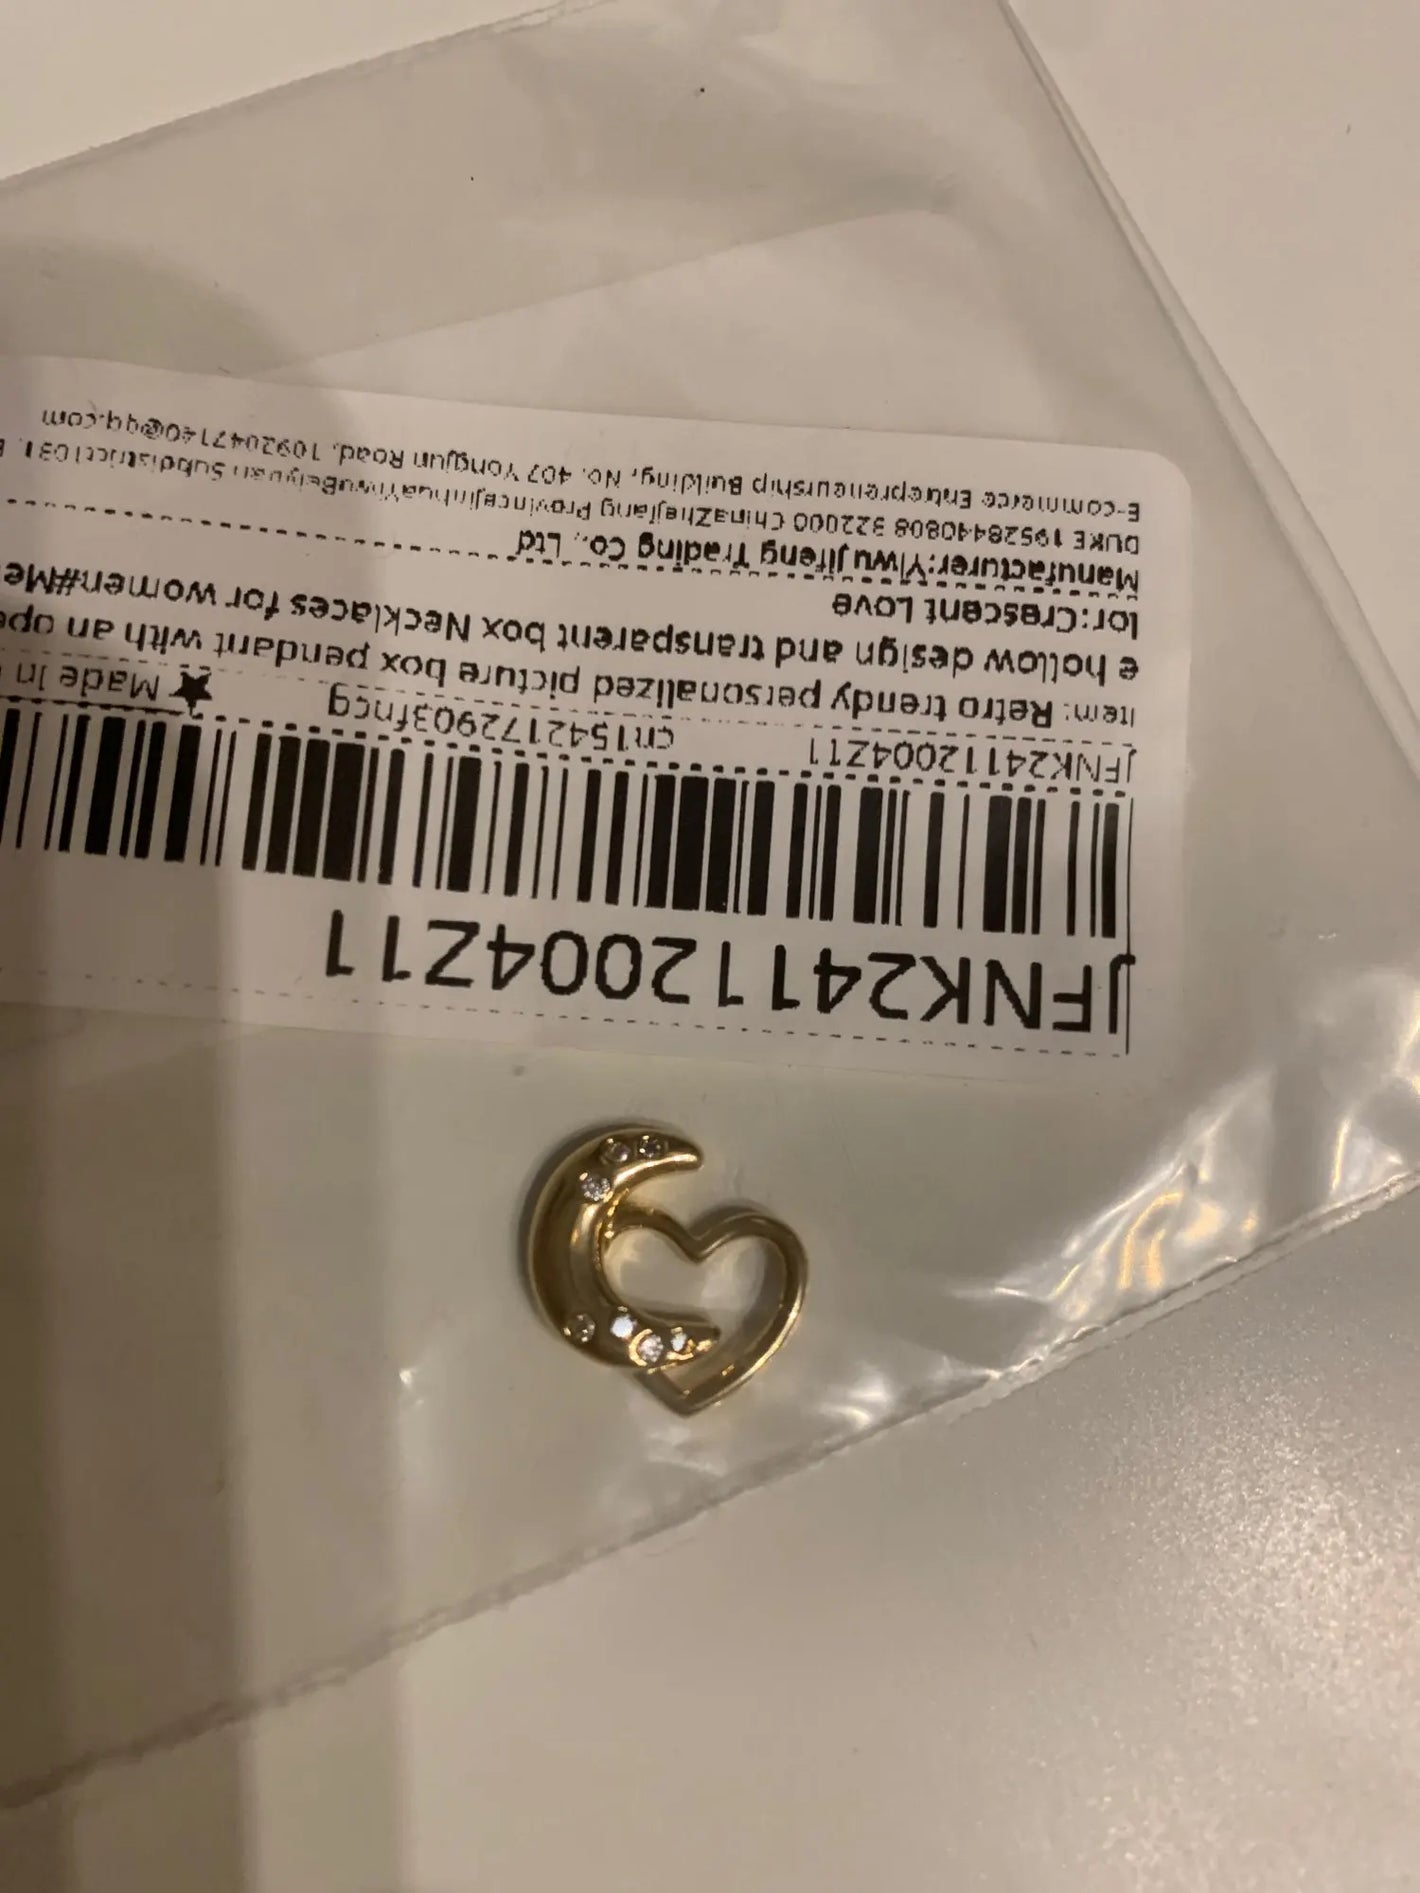 JFNK24112004Z11
JFNK24112004Z11 cn1542172903fncg Made in
Item: Retro trendy personalized picture box pendant with an ope
e hollow design and transparent box Necklaces for women#Me
lor:Crescent Love
Manufacturer:Yiwu Jifeng Trading Co., Ltd
DUKE 19528440808 322000 ChinaZhejiang ProvinceJinhuaYiwuBeiyuan Subdistrict1031,
E-commerce Entrepreneurship Building, No. 407 Yongjun Road, 1092047140@qq.com